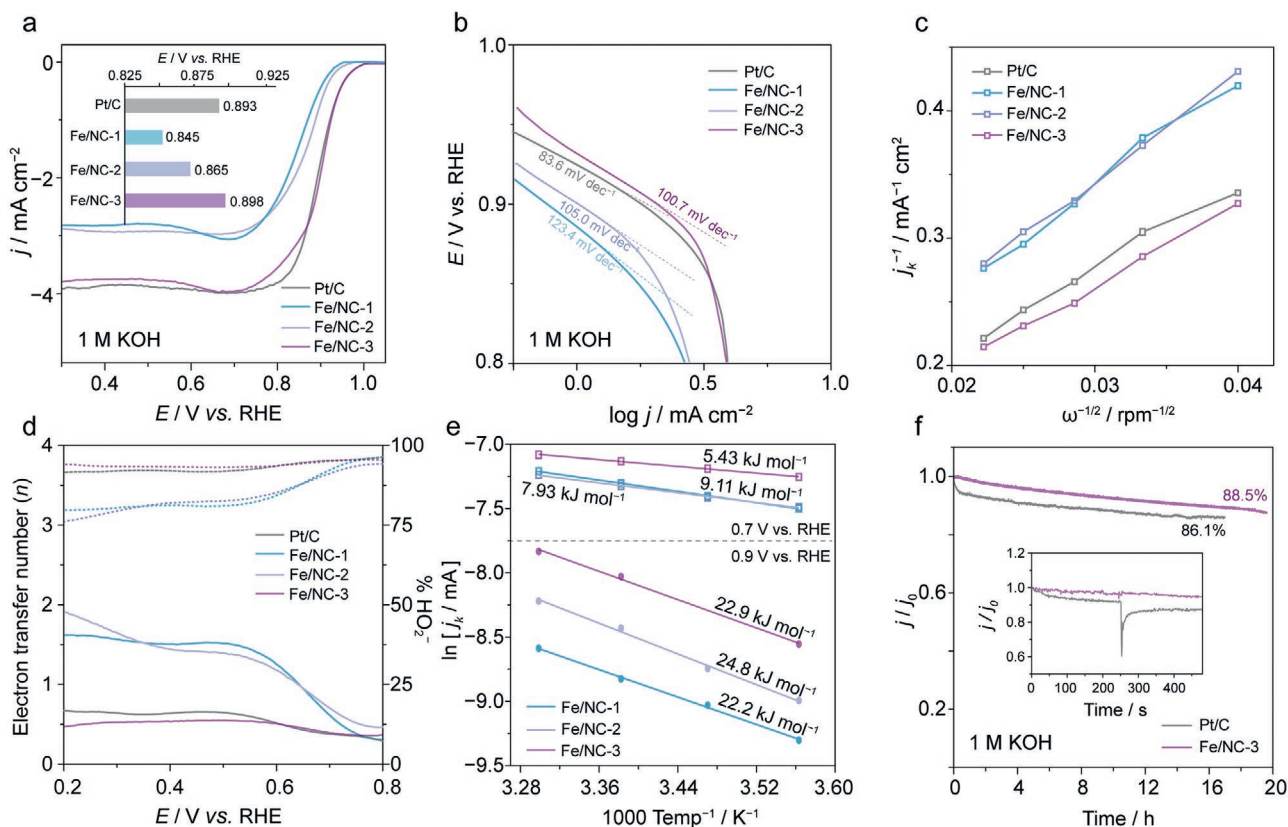 a
E / V vs. RHE
0.825 0.875 0.925
Pt/C 0.893
Fe/NC-1 0.845
Fe/NC-2 0.865
Fe/NC-3 0.898
0
−2
−4
j / mA cm⁻²
Pt/C
Fe/NC-1
Fe/NC-2
Fe/NC-3
1 M KOH
0.4 0.6 0.8 1.0
E / V vs. RHE
b
1.0
0.9
0.8
E / V vs. RHE
Pt/C
Fe/NC-1
Fe/NC-2
Fe/NC-3
83.6 mV dec⁻¹
100.7 mV dec⁻¹
105.0 mV dec⁻¹
123.4 mV dec⁻¹
1 M KOH
0.0 0.5 1.0
log j / mA cm⁻²
c
0.4
0.3
0.2
jₖ⁻¹ / mA⁻¹ cm²
Pt/C
Fe/NC-1
Fe/NC-2
Fe/NC-3
0.02 0.03 0.04
ω⁻¹ᐟ² / rpm⁻¹ᐟ²
d
4
3
2
1
0
Electron transfer number (n)
100
75
50
25
0
% HO₂⁻
Pt/C
Fe/NC-1
Fe/NC-2
Fe/NC-3
0.2 0.4 0.6 0.8
E / V vs. RHE
e
−7.0
−7.5
−8.0
−8.5
−9.0
−9.5
ln [ jₖ / mA]
5.43 kJ mol⁻¹
9.11 kJ mol⁻¹
7.93 kJ mol⁻¹
0.7 V vs. RHE
0.9 V vs. RHE
22.9 kJ mol⁻¹
24.8 kJ mol⁻¹
22.2 kJ mol⁻¹
Fe/NC-1
Fe/NC-2
Fe/NC-3
3.28 3.36 3.44 3.52 3.60
1000 Temp⁻¹ / K⁻¹
f
1.0
0.6
0.2
j / j₀
88.5%
86.1%
1.2
1.0
0.8
0.6
j / j₀
0 100 200 300 400
Time / s
Pt/C
Fe/NC-3
1 M KOH
0 4 8 12 16 20
Time / h